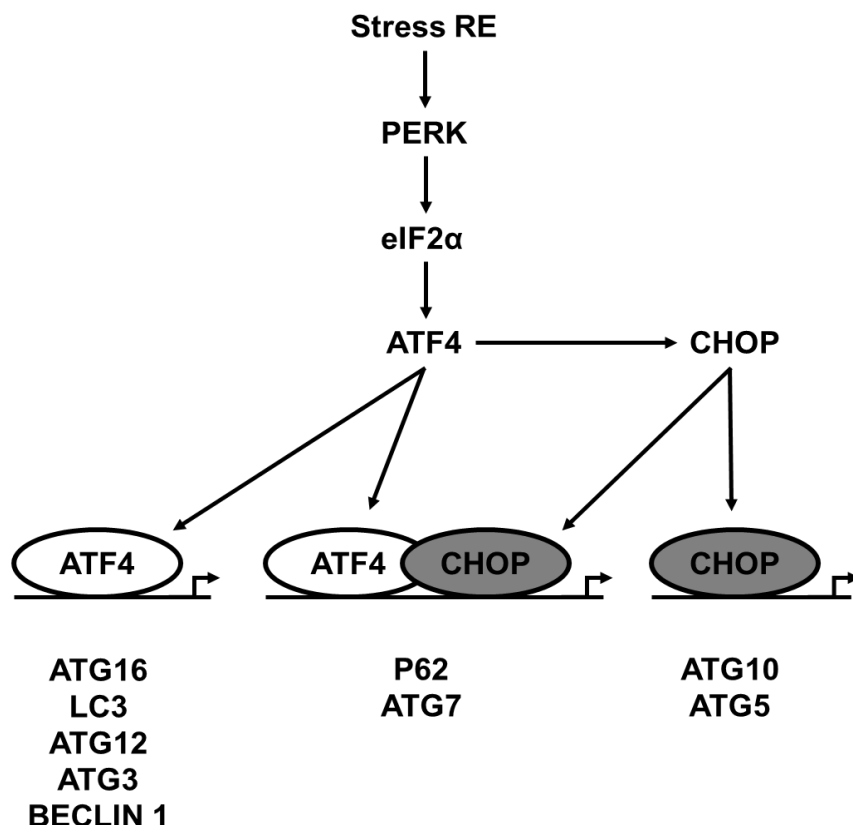 Stress RE
PERK
eIF2α
ATF4
CHOP
ATF4
ATF4
CHOP
CHOP
ATG16
LC3
ATG12
ATG3
BECLIN 1
P62
ATG7
ATG10
ATG5